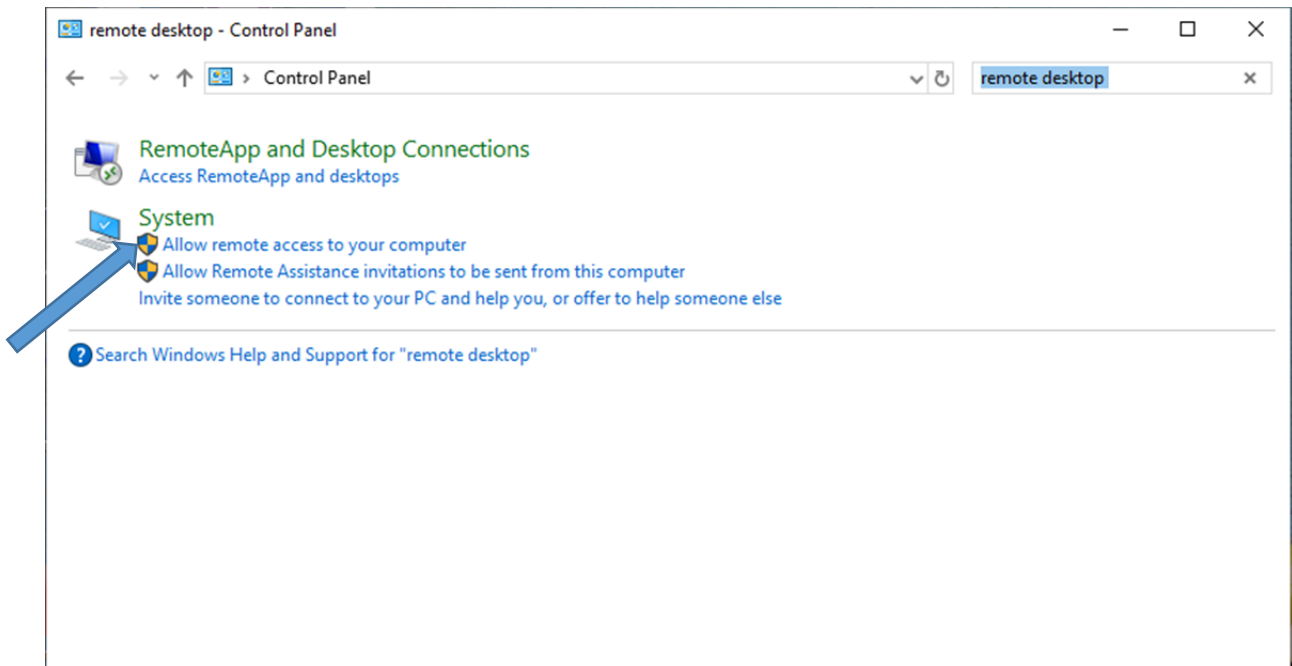 remote desktop - Control Panel
Control Panel
remote desktop
RemoteApp and Desktop Connections
Access RemoteApp and desktops
System
Allow remote access to your computer
Allow Remote Assistance invitations to be sent from this computer
Invite someone to connect to your PC and help you, or offer to help someone else
Search Windows Help and Support for "remote desktop"